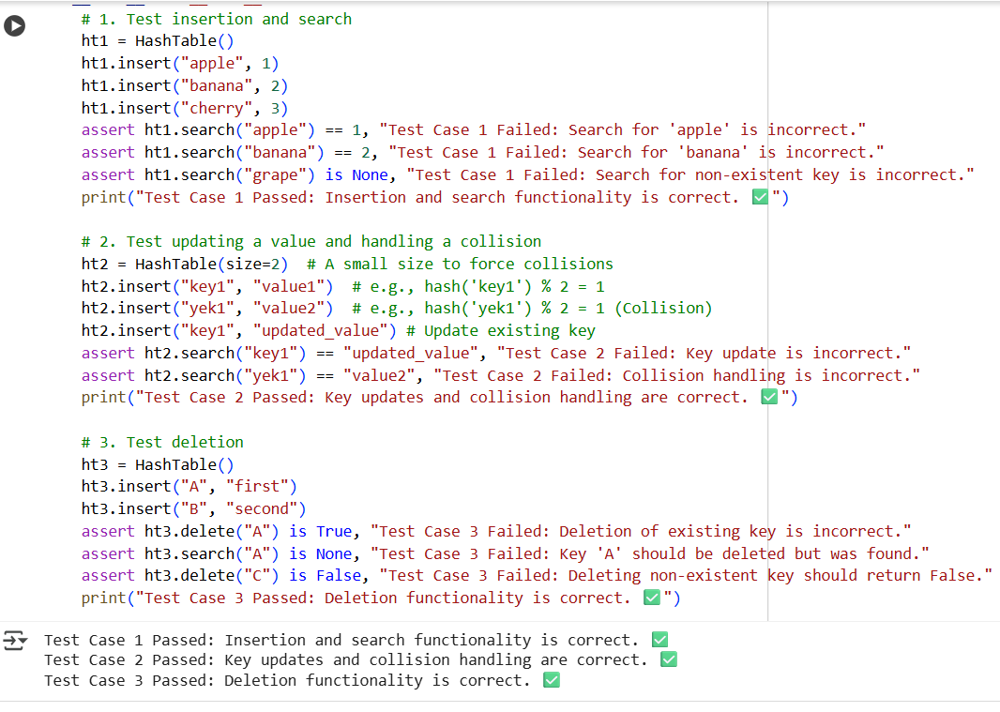 # 1. Test insertion and search
ht1 = HashTable()
ht1.insert("apple", 1)
ht1.insert("banana", 2)
ht1.insert("cherry", 3)
assert ht1.search("apple") == 1, "Test Case 1 Failed: Search for 'apple' is incorrect."
assert ht1.search("banana") == 2, "Test Case 1 Failed: Search for 'banana' is incorrect."
assert ht1.search("grape") is None, "Test Case 1 Failed: Search for non-existent key is incorrect."
print("Test Case 1 Passed: Insertion and search functionality is correct. ✅")
# 2. Test updating a value and handling a collision
ht2 = HashTable(size=2)  # A small size to force collisions
ht2.insert("key1", "value1")  # e.g., hash('key1') % 2 = 1
ht2.insert("yek1", "value2")  # e.g., hash('yek1') % 2 = 1 (Collision)
ht2.insert("key1", "updated_value") # Update existing key
assert ht2.search("key1") == "updated_value", "Test Case 2 Failed: Key update is incorrect."
assert ht2.search("yek1") == "value2", "Test Case 2 Failed: Collision handling is incorrect."
print("Test Case 2 Passed: Key updates and collision handling are correct. ✅")
# 3. Test deletion
ht3 = HashTable()
ht3.insert("A", "first")
ht3.insert("B", "second")
assert ht3.delete("A") is True, "Test Case 3 Failed: Deletion of existing key is incorrect."
assert ht3.search("A") is None, "Test Case 3 Failed: Key 'A' should be deleted but was found."
assert ht3.delete("C") is False, "Test Case 3 Failed: Deleting non-existent key should return False."
print("Test Case 3 Passed: Deletion functionality is correct. ✅")
Test Case 1 Passed: Insertion and search functionality is correct. ✅
Test Case 2 Passed: Key updates and collision handling are correct. ✅
Test Case 3 Passed: Deletion functionality is correct. ✅